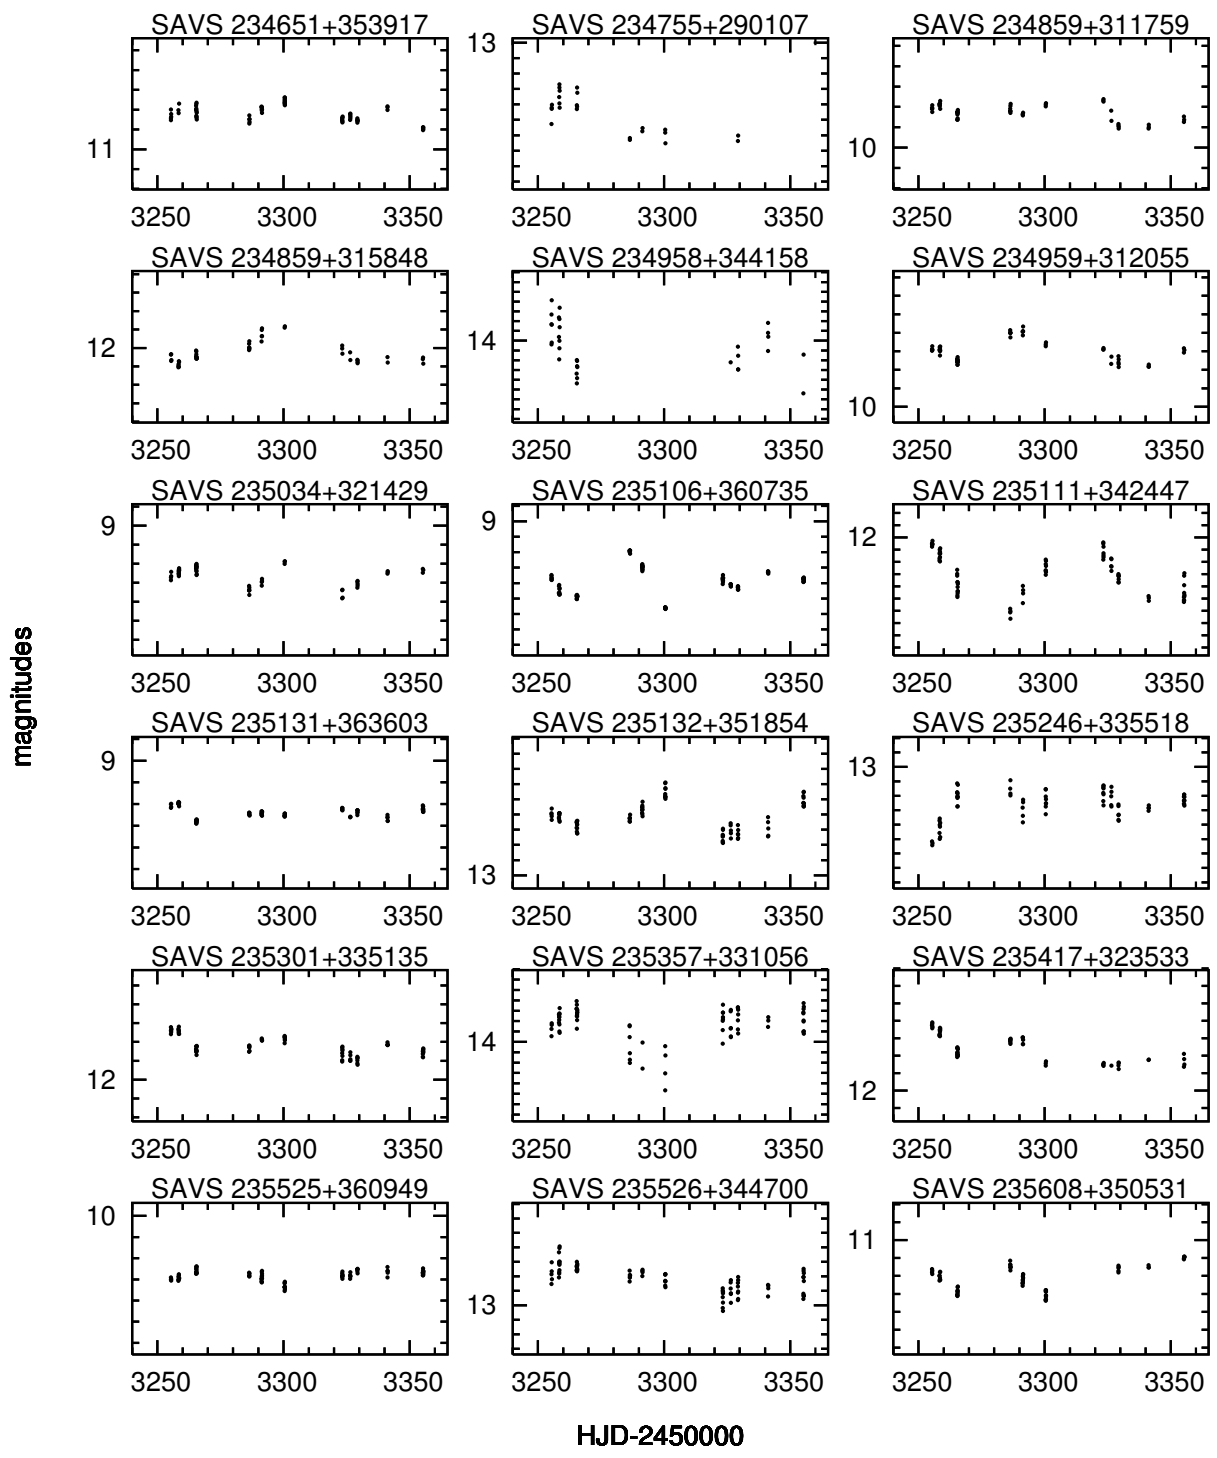 SAVS 234651+353917 SAVS 234755+290107 SAVS 234859+311759
11 13 10
3250 3300 3350 3250 3300 3350 3250 3300 3350
SAVS 234859+315848 SAVS 234958+344158 SAVS 234959+312055
12 14 10
3250 3300 3350 3250 3300 3350 3250 3300 3350
SAVS 235034+321429 SAVS 235106+360735 SAVS 235111+342447
9 9 12
3250 3300 3350 3250 3300 3350 3250 3300 3350
magnitudes
SAVS 235131+363603 SAVS 235132+351854 SAVS 235246+335518
9 13 13
3250 3300 3350 3250 3300 3350 3250 3300 3350
SAVS 235301+335135 SAVS 235357+331056 SAVS 235417+323533
12 14 12
3250 3300 3350 3250 3300 3350 3250 3300 3350
SAVS 235525+360949 SAVS 235526+344700 SAVS 235608+350531
10 13 11
3250 3300 3350 3250 3300 3350 3250 3300 3350
HJD-2450000